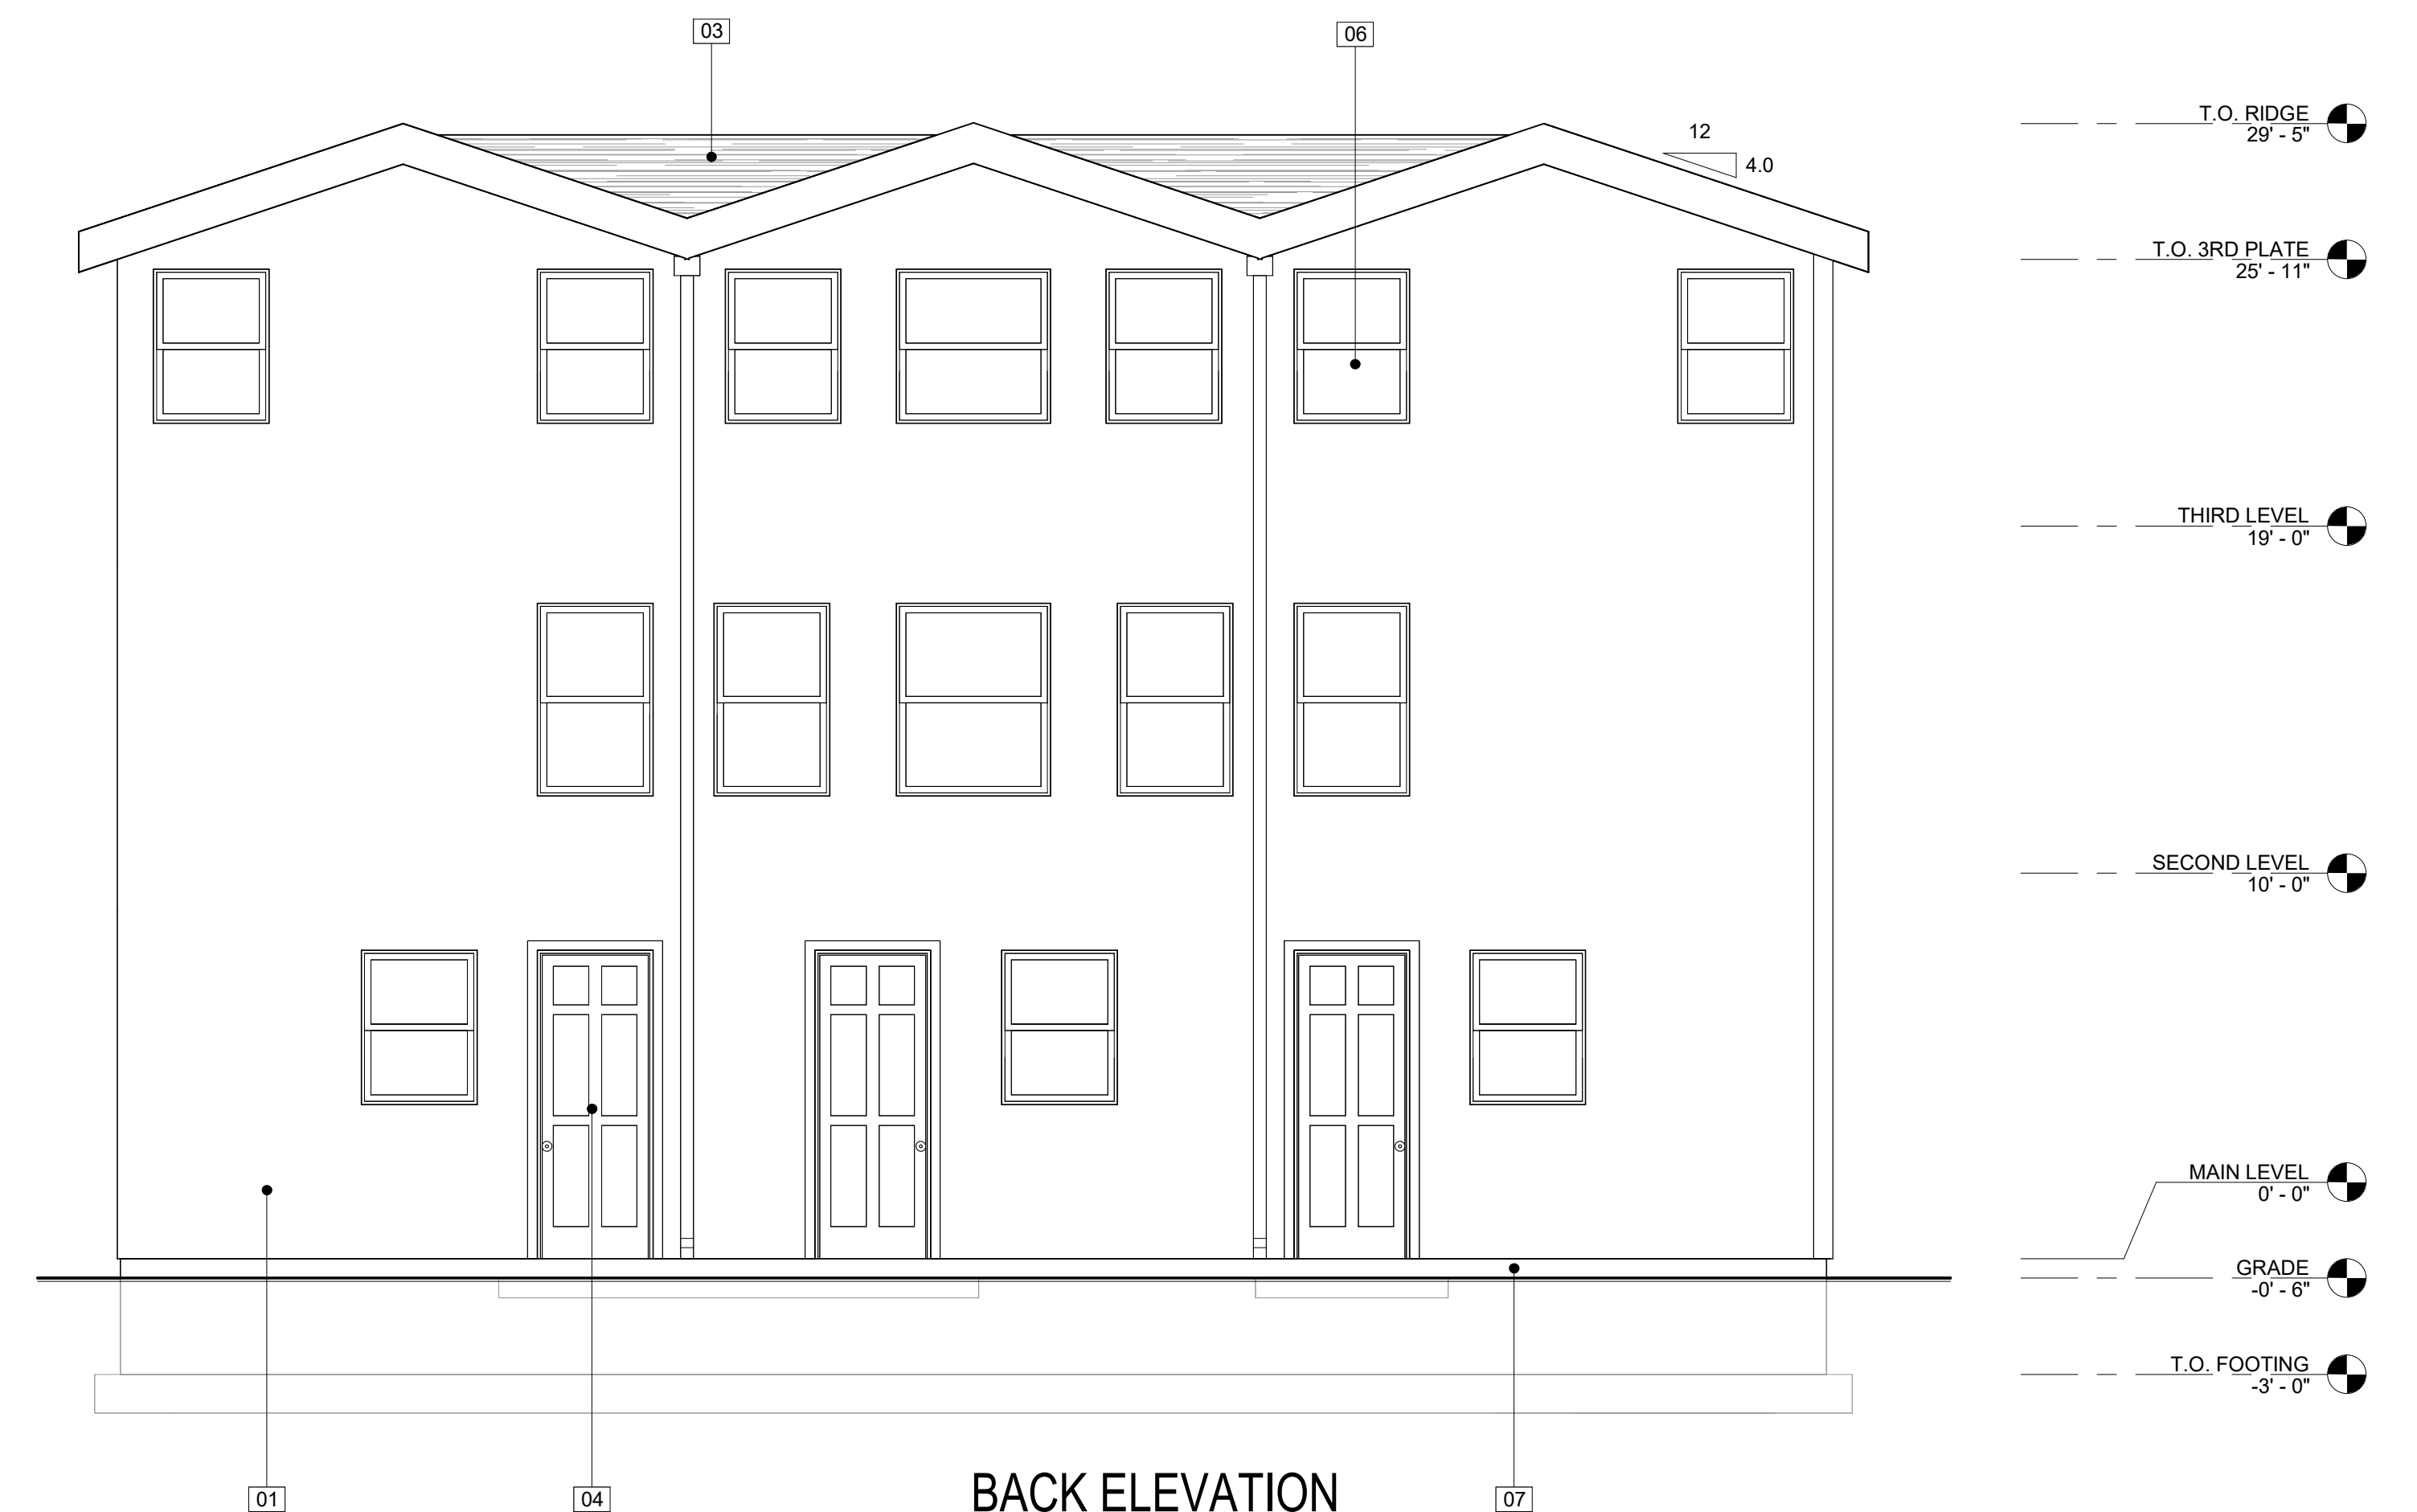 03
06
12
4.0
T.O. RIDGE
29' - 5"
T.O. 3RD PLATE
25' - 11"
THIRD LEVEL
19' - 0"
SECOND LEVEL
10' - 0"
MAIN LEVEL
0' - 0"
GRADE
-0' - 6"
T.O. FOOTING
-3' - 0"
01
04
BACK ELEVATION
07